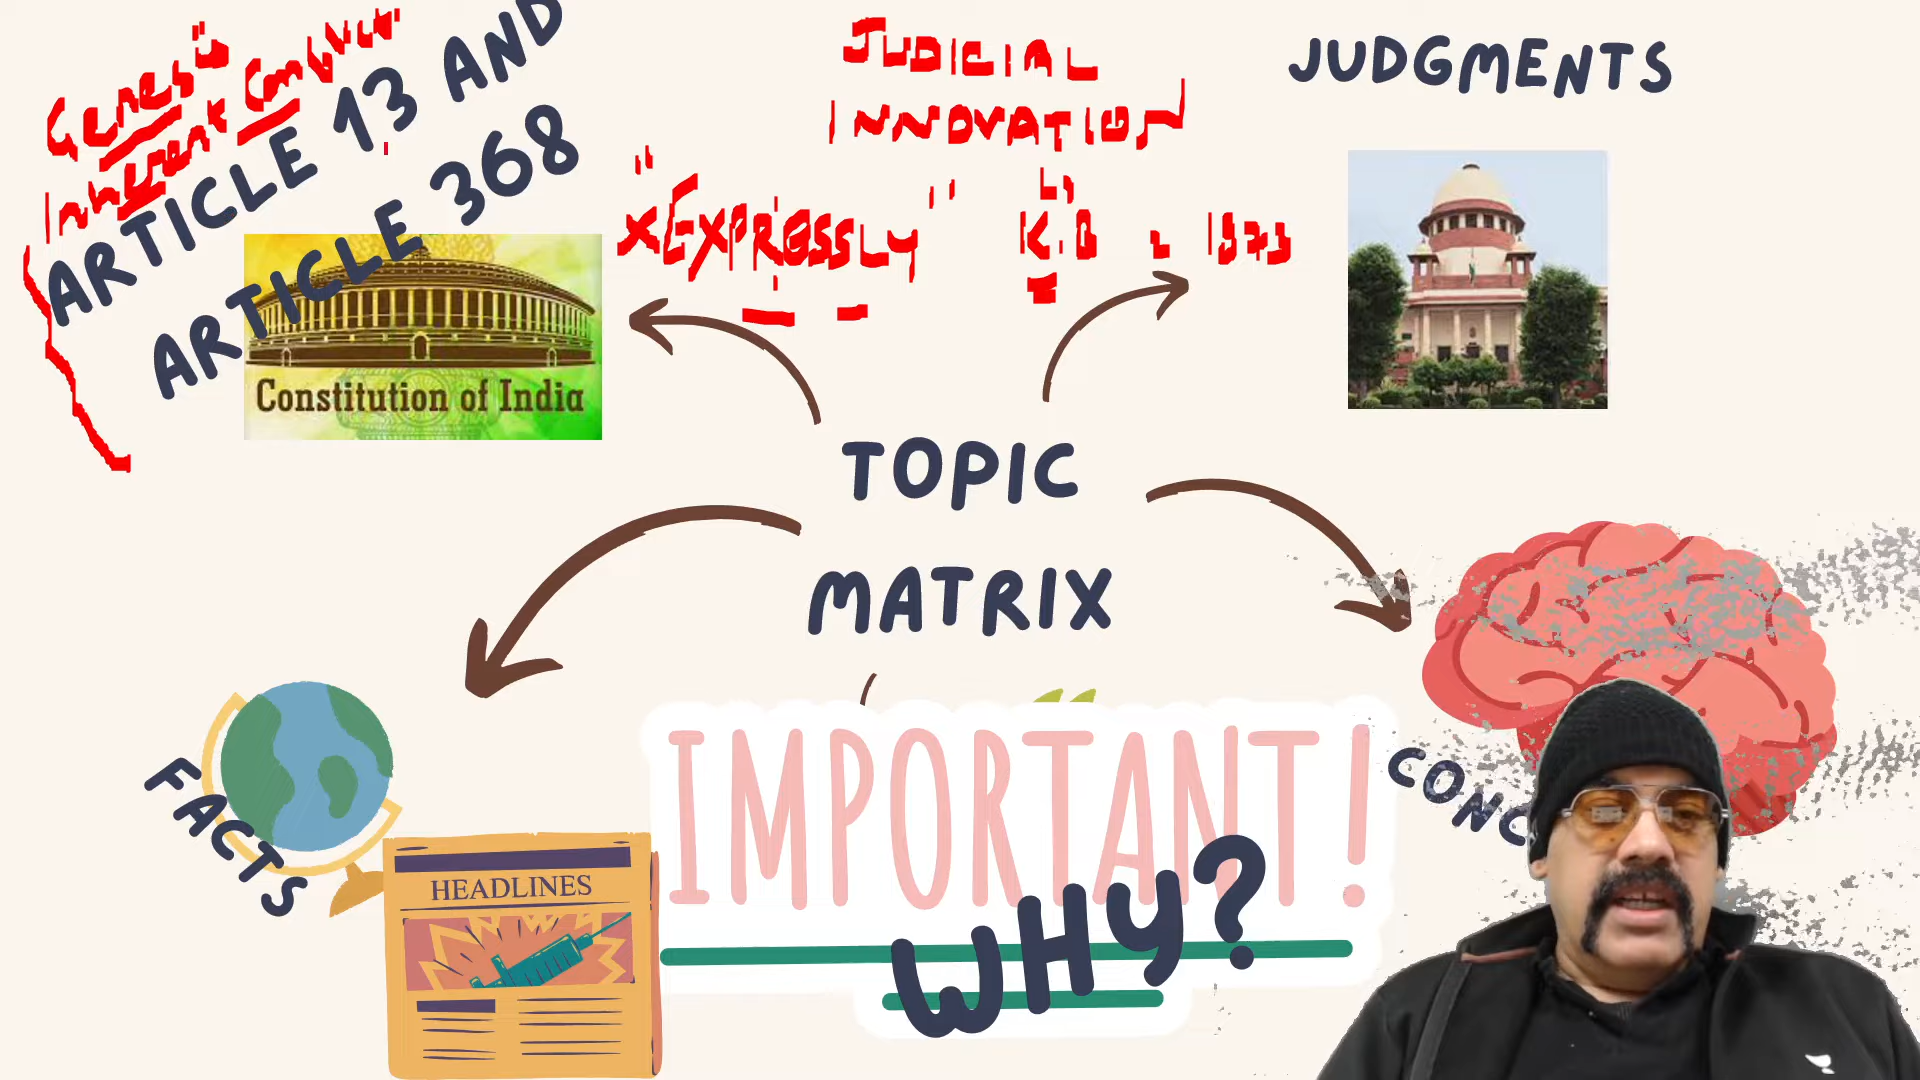 Genesis
Inherent
ARTICLE 13 AND
ARTICLE 368
Constitution of India
JUDICIAL
INNOVATION
"EXPRESSLY" K.B - 1973
JUDGMENTS
TOPIC
MATRIX
FACTS
HEADLINES
IMPORTANT!
WHY?